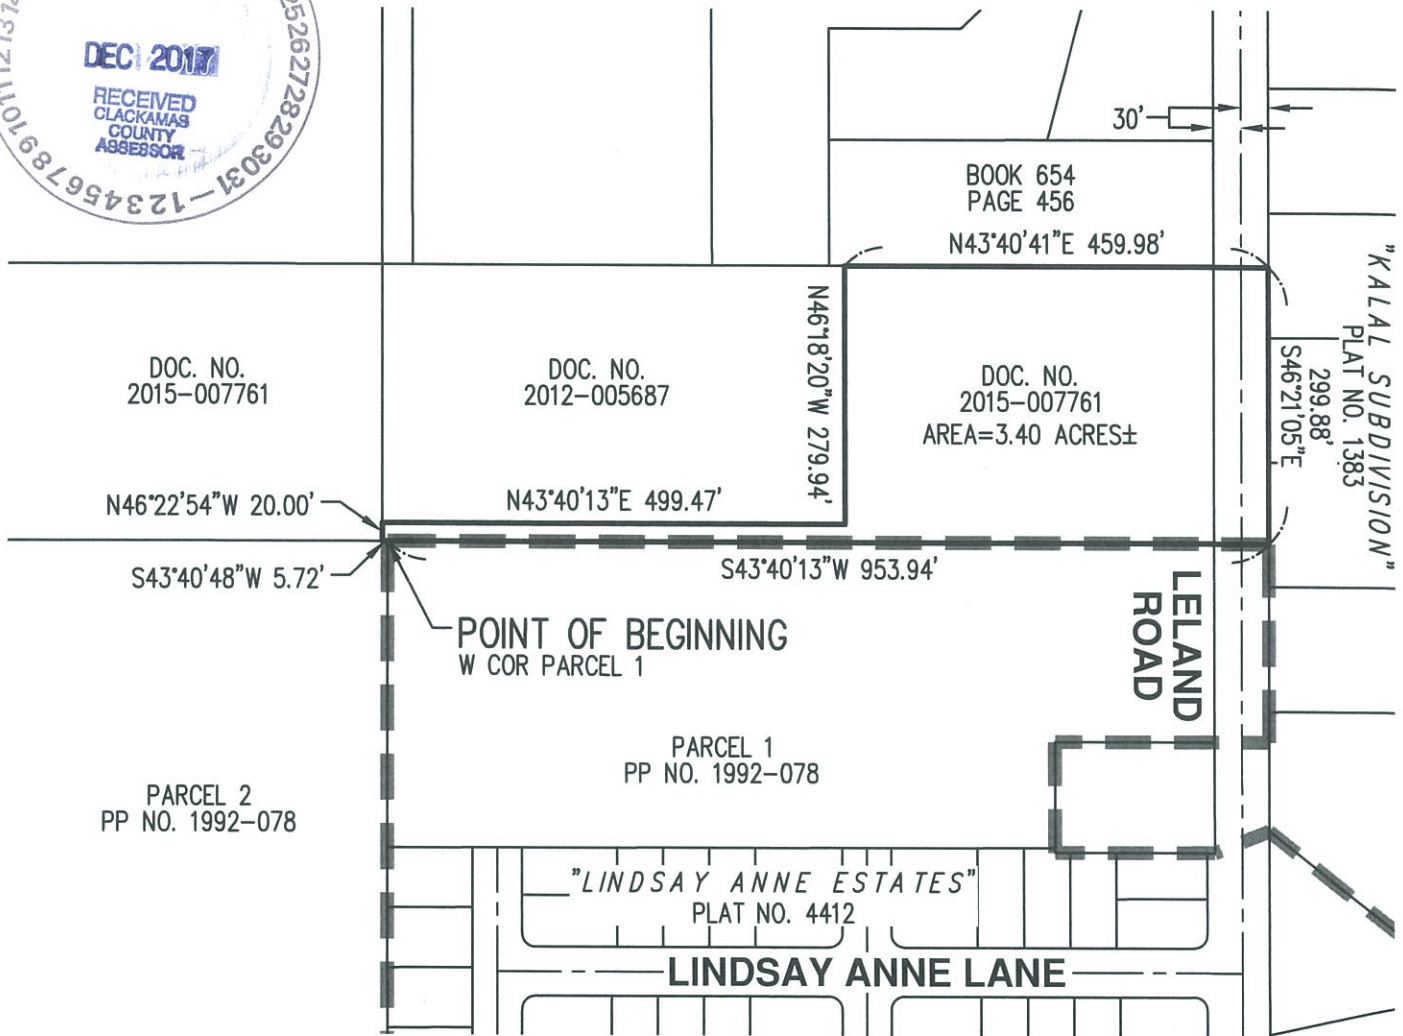 DEC 2017
RECEIVED
CLACKAMAS
COUNTY
ASSESSOR
25262728293031—1234567891011121314
30'
BOOK 654
PAGE 456
N43°40'41"E 459.98'
"KALAL SUBDIVISION"
PLAT NO. 1383
299.88'
S46°21'05"E
N46°18'20"W 279.94'
DOC. NO.
2015-007761
DOC. NO.
2012-005687
DOC. NO.
2015-007761
AREA=3.40 ACRES±
N46°22'54"W 20.00'
N43°40'13"E 499.47'
S43°40'48"W 5.72'
S43°40'13"W 953.94'
POINT OF BEGINNING
W COR PARCEL 1
LELAND
ROAD
PARCEL 1
PP NO. 1992-078
PARCEL 2
PP NO. 1992-078
"LINDSAY ANNE ESTATES"
PLAT NO. 4412
LINDSAY ANNE LANE